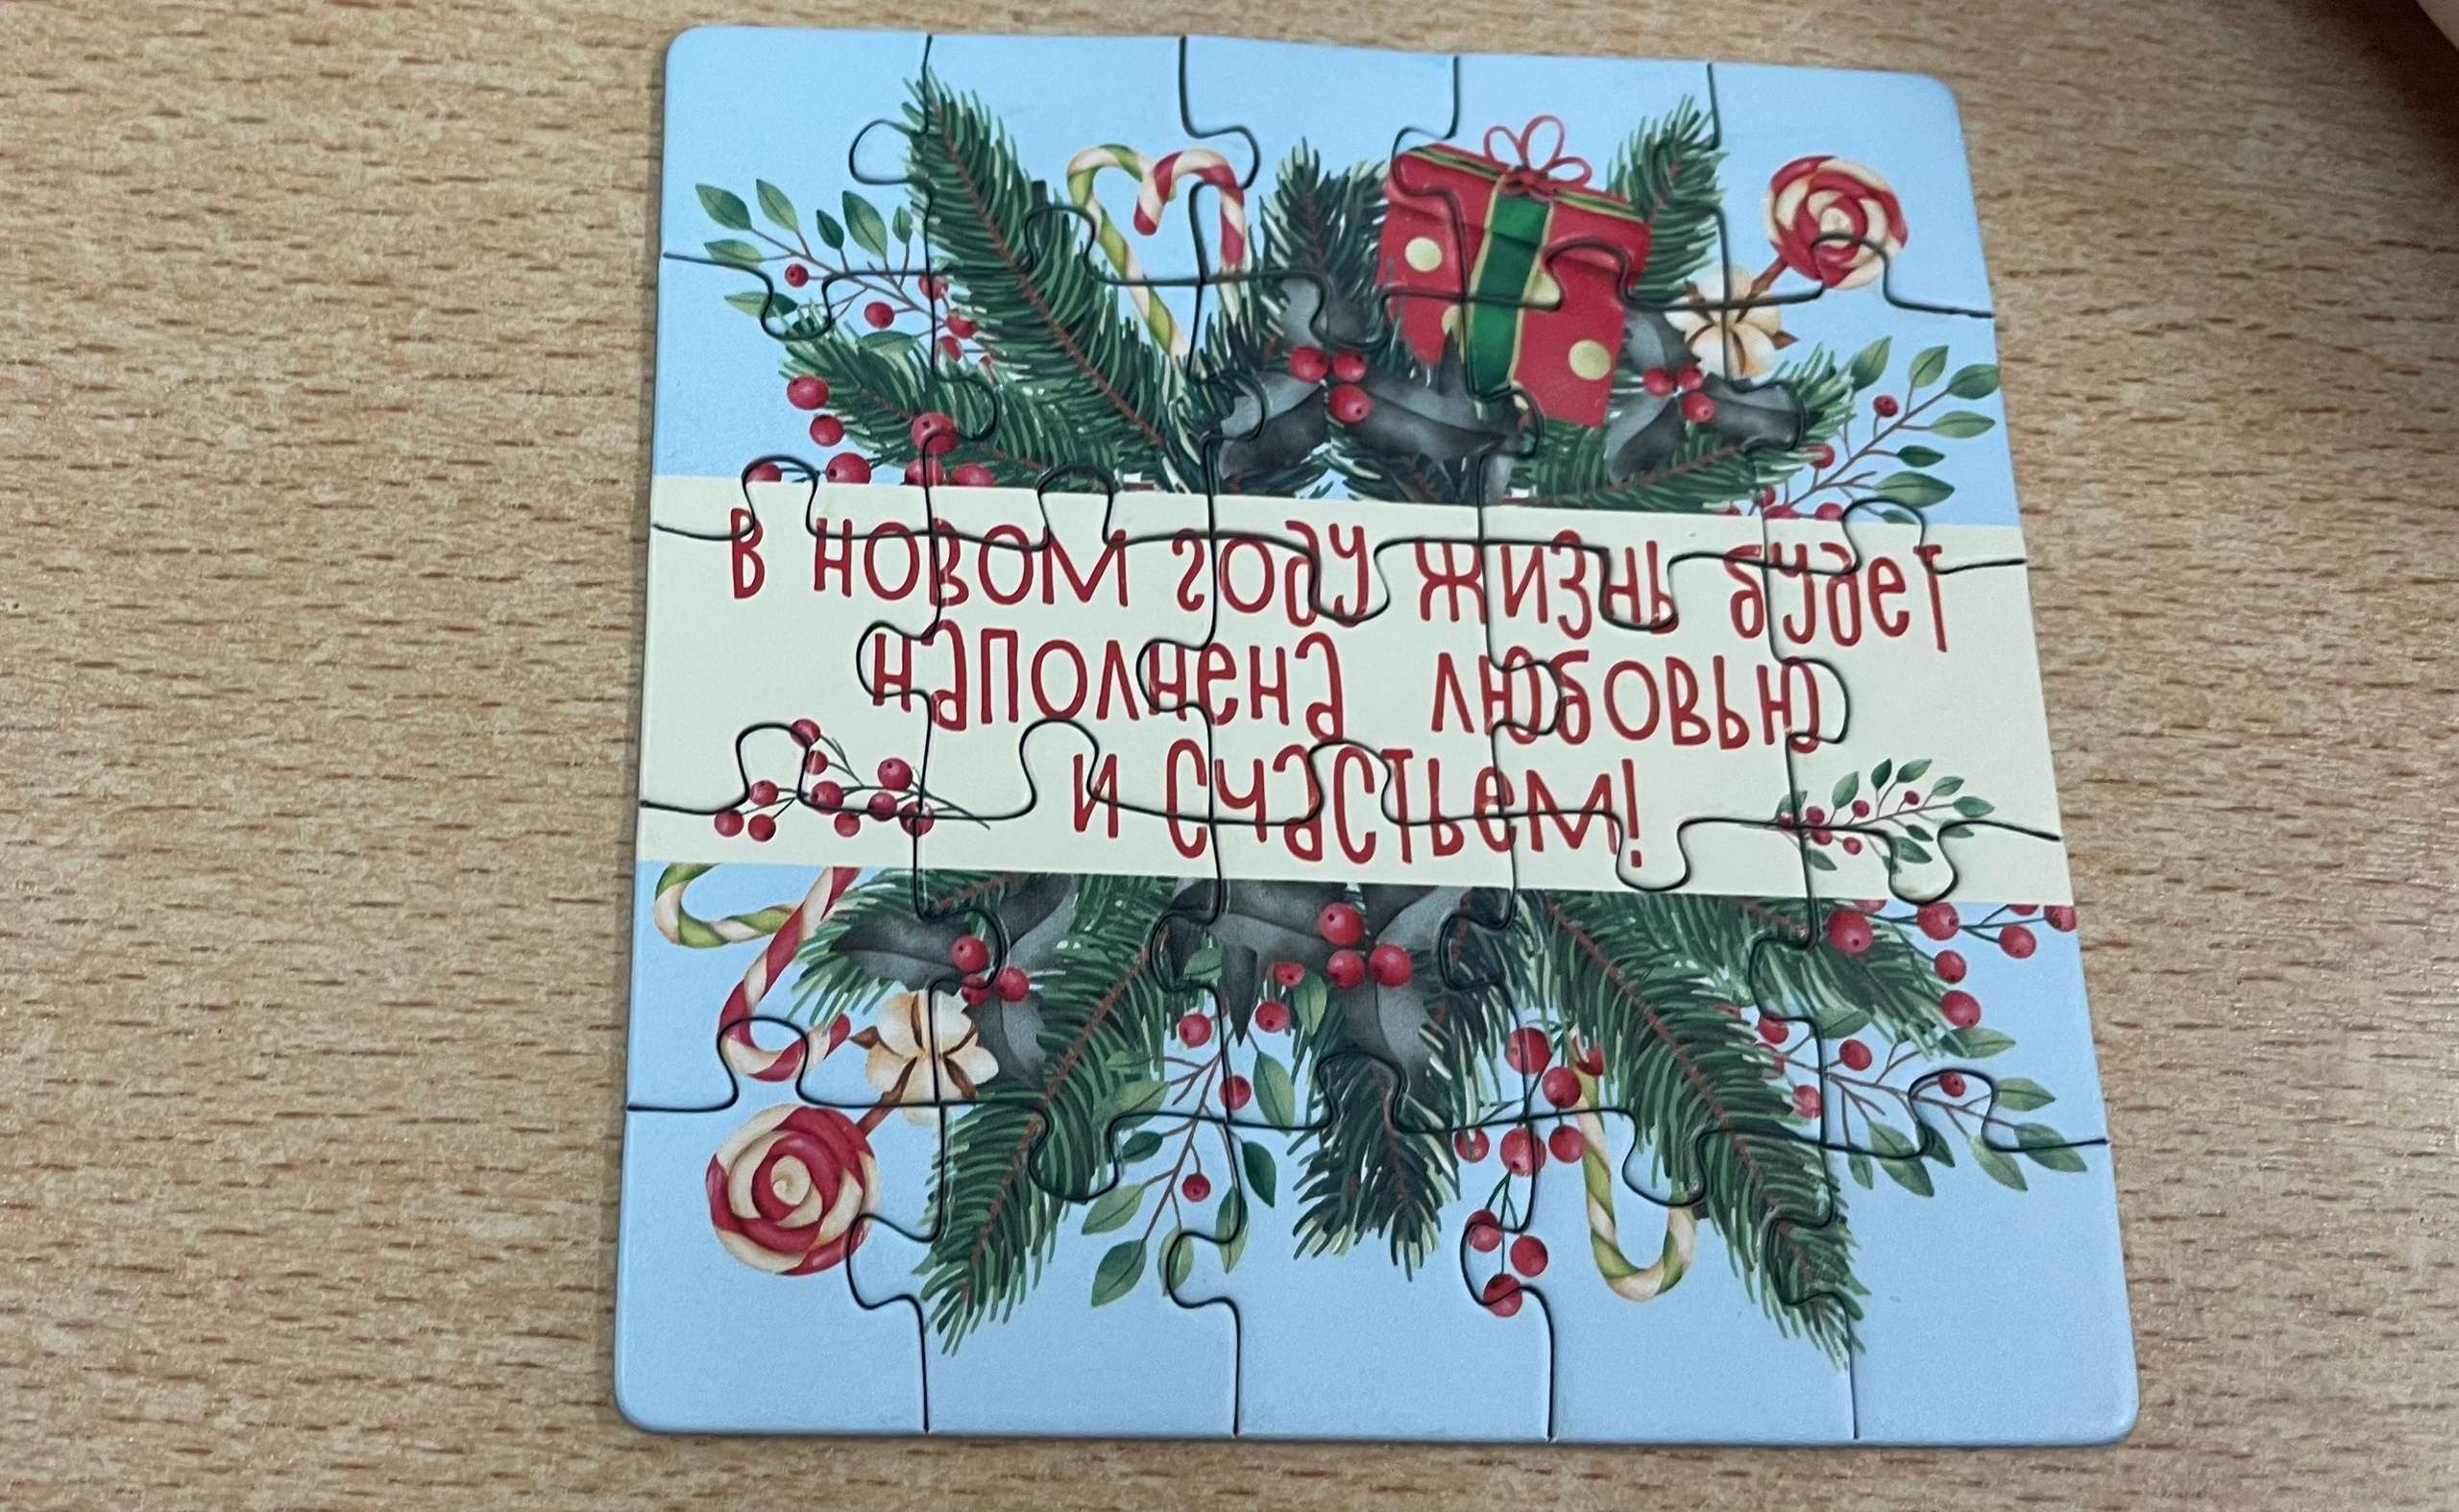 в новом году жизнь будет
наполнена любовью
и счастьем!